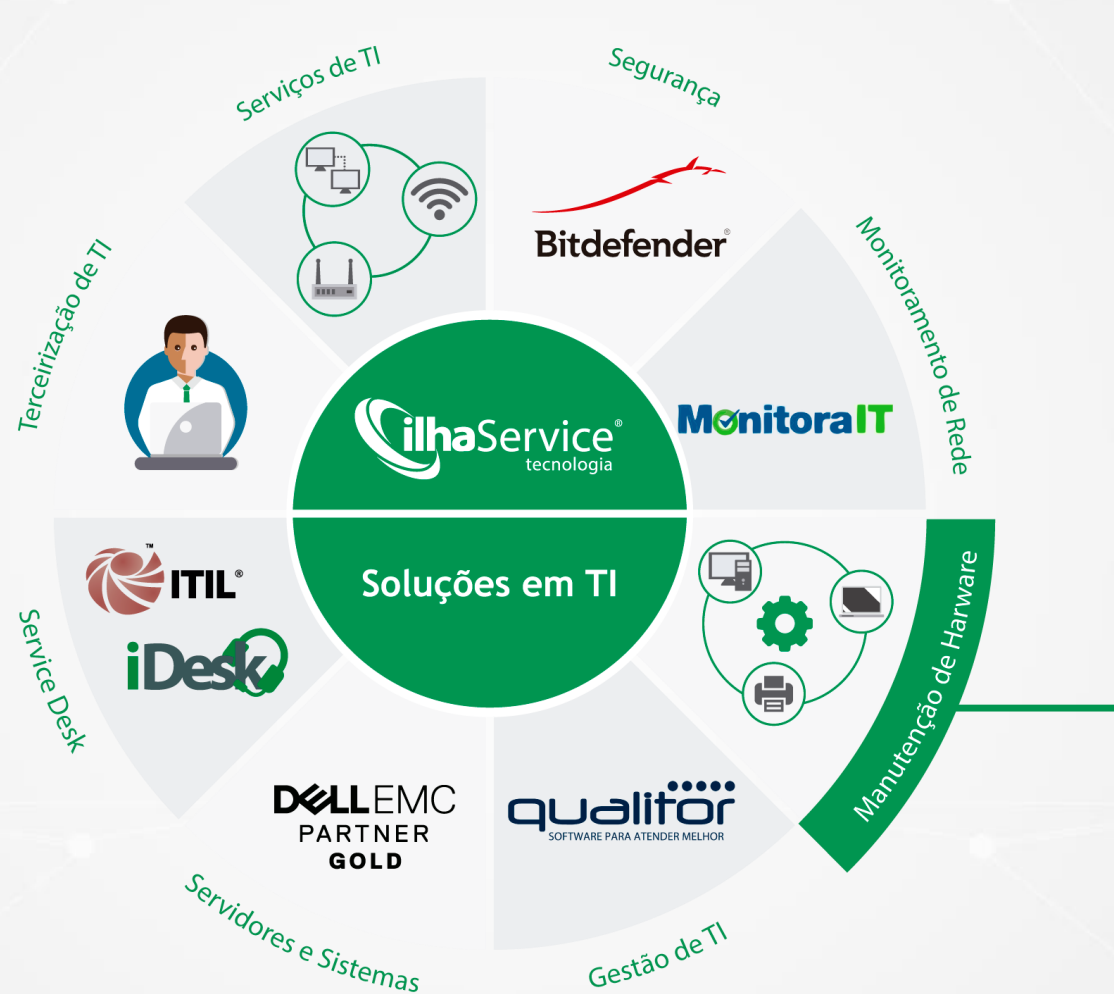 Serviços de TI
Segurança
Bitdefender®
Monitoramento de Rede
MonitoraIT
Terceirização de TI
ilhaService®
tecnologia
Soluções em TI
Manutenção de Harware
ITIL®
™
iDesk
Service Desk
DELLEMC
PARTNER
GOLD
Servidores e Sistemas
qualitor
SOFTWARE PARA ATENDER MELHOR
Gestão de TI